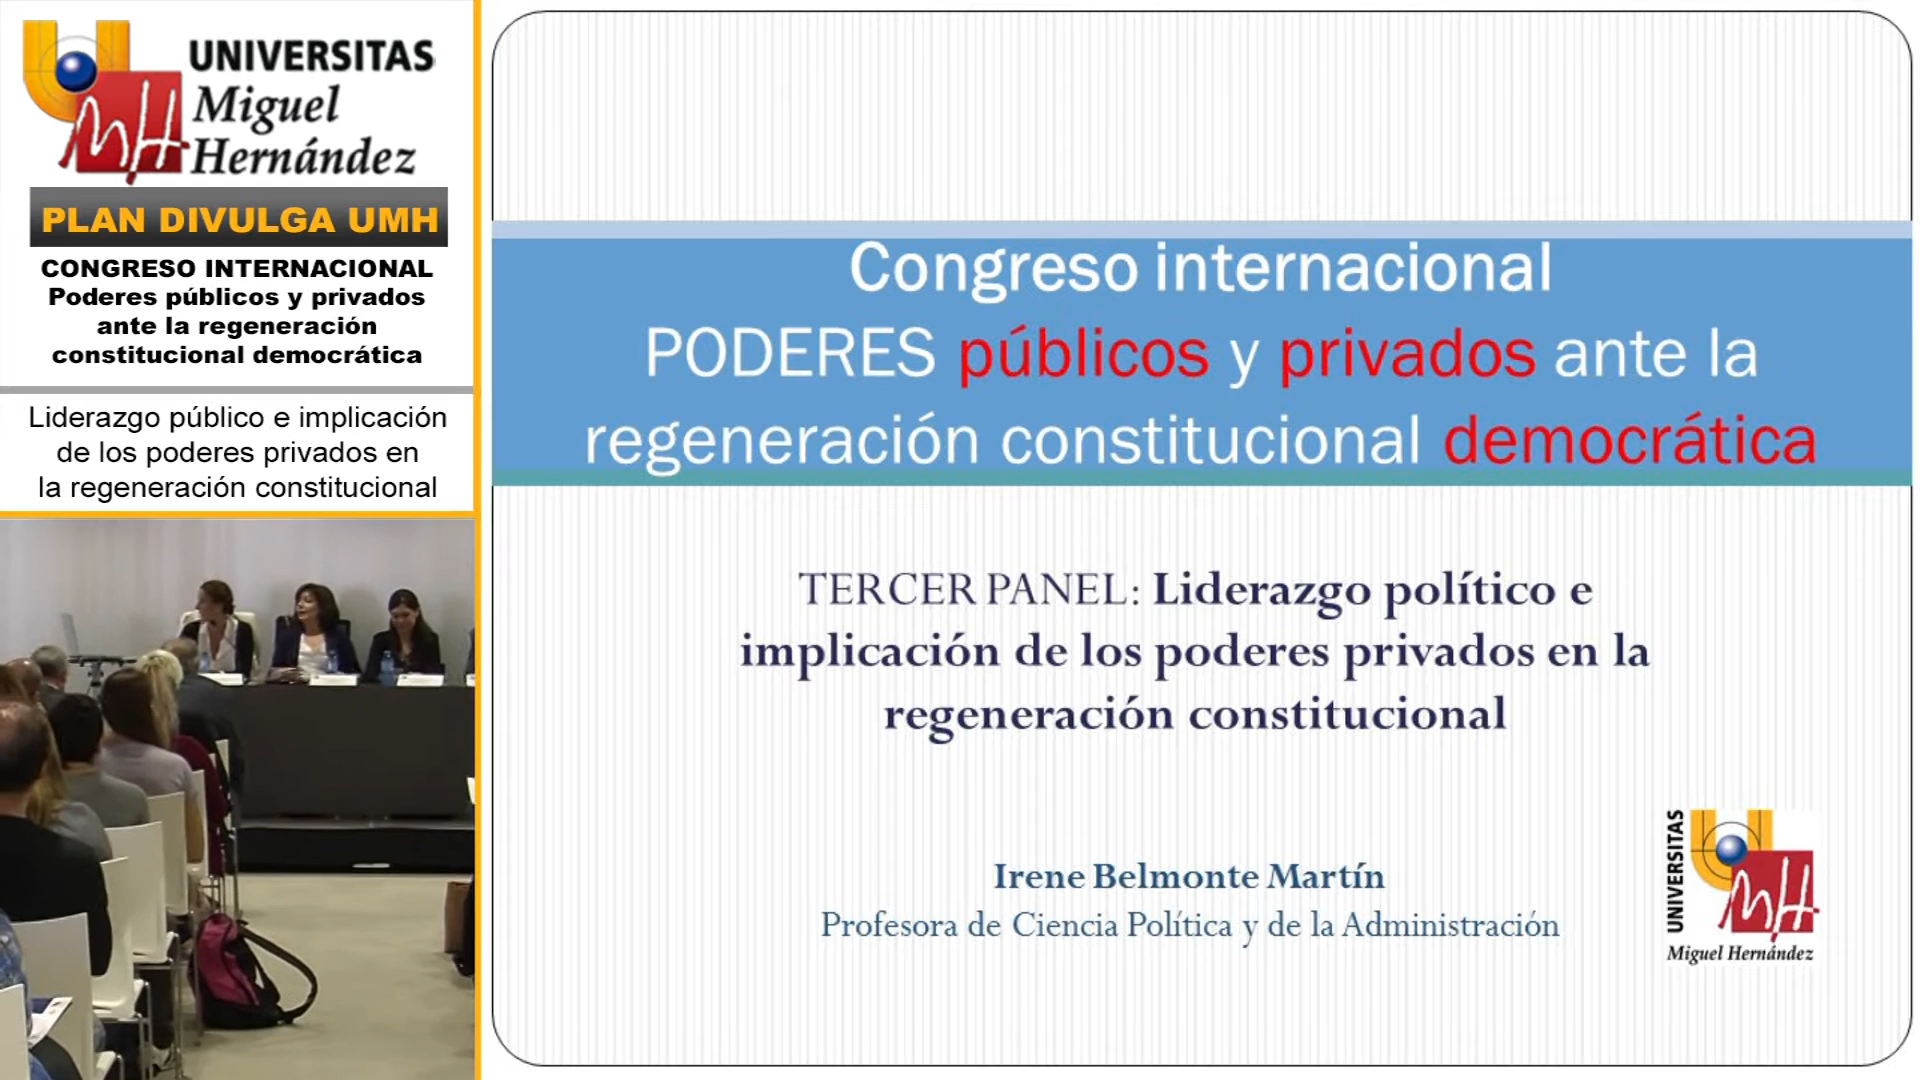 UNIVERSITAS
Miguel
Hernández
PLAN DIVULGA UMH
CONGRESO INTERNACIONAL
Poderes públicos y privados
ante la regeneración
constitucional democrática
Liderazgo público e implicación
de los poderes privados en
la regeneración constitucional
Congreso internacional
PODERES públicos y privados ante la
regeneración constitucional democrática
TERCER PANEL: Liderazgo político e
implicación de los poderes privados en la
regeneración constitucional
Irene Belmonte Martín
Profesora de Ciencia Política y de la Administración
UNIVERSITAS
MH
Miguel Hernández